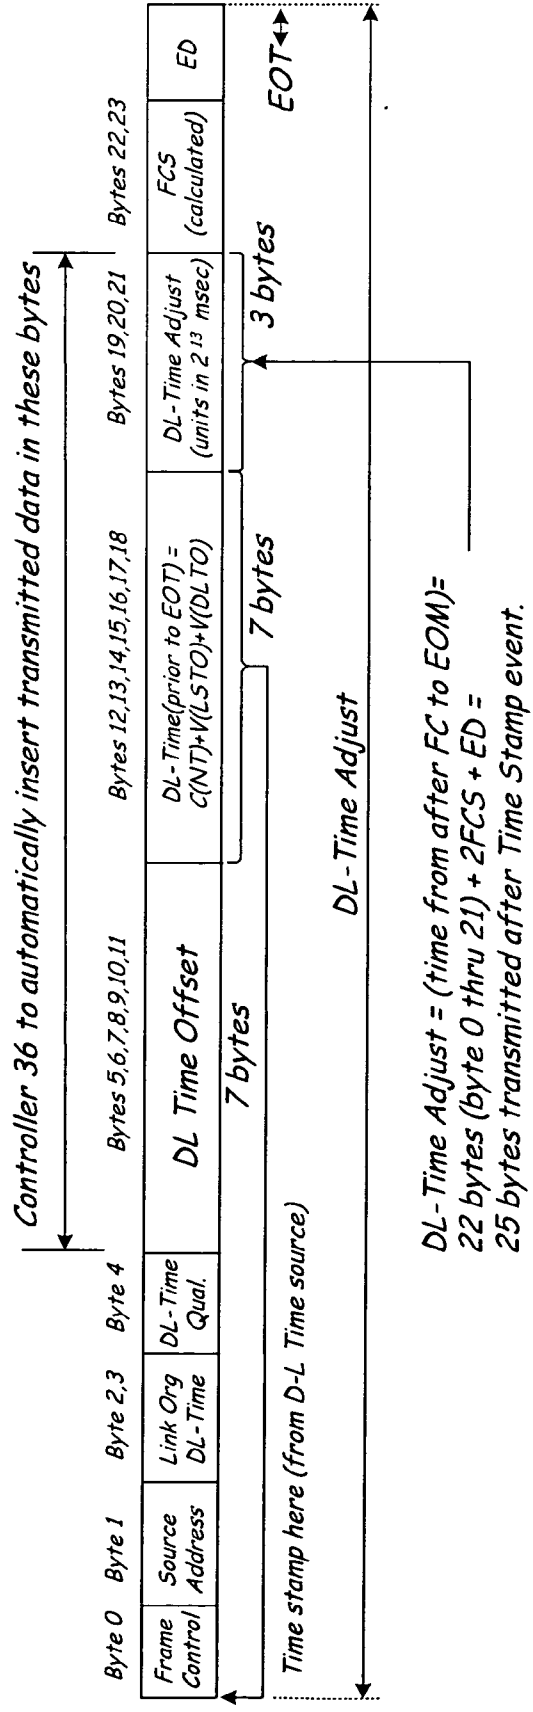 Controller 36 to automatically insert transmitted data in these bytes
Byte 0
Byte 1
Byte 2,3
Byte 4
Bytes 5,6,7,8,9,10,11
Bytes 12,13,14,15,16,17,18
Bytes 19,20,21
Bytes 22,23
Frame
Control
Source
Address
Link Org
DL-Time
DL-Time
Qual.
DL Time Offset
DL-Time(prior to EOT) =
C(NT)+V(LSTO)+V(DLTO)
DL-Time Adjust
(units in 2 13 msec)
FCS
(calculated)
ED
7 bytes
7 bytes
3 bytes
EOT
Time stamp here (from D-L Time source)
DL-Time Adjust
DL-Time Adjust = (time from after FC to EOM)=
22 bytes (byte 0 thru 21) + 2FCS + ED =
25 bytes transmitted after Time Stamp event.